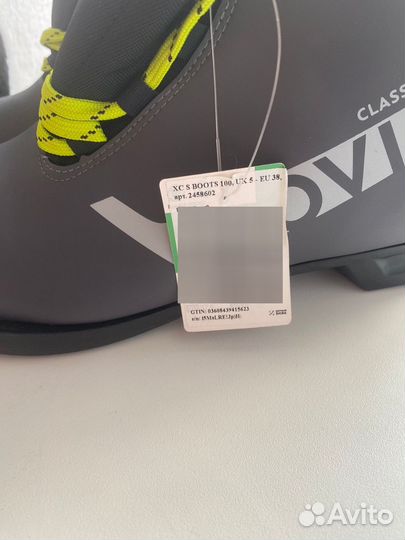 CLASS
XC S BOOTS 100, UK 5 - EU 38,
арт. 2458602
GTIN: 03608439415623
Avito